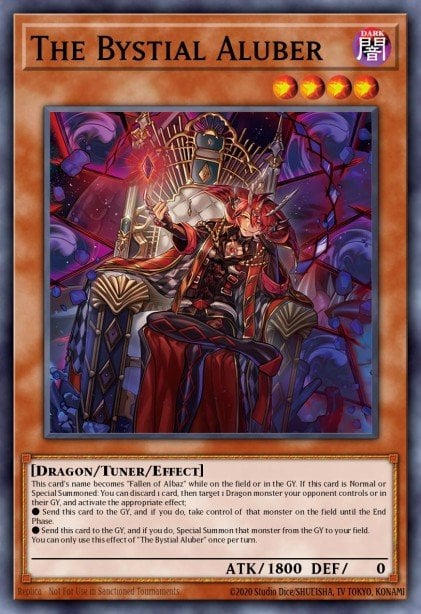 THE BYSTIAL ALUBER
DARK
闇
[DRAGON/TUNER/EFFECT]
This card's name becomes "Fallen of Albaz" while on the field or in the GY. If this card is Normal or
Special Summoned: You can discard 1 card, then target 1 Dragon monster your opponent controls or in
their GY, and activate the appropriate effect;
● Send this card to the GY, and if you do, take control of that monster on the field until the End
Phase.
● Send this card to the GY, and if you do, Special Summon that monster from the GY to your field.
You can only use this effect of "The Bystial Aluber" once per turn.
ATK/1800 DEF/ 0
Replica - Not For Use in Sanctioned Tournaments
©2020 Studio Dice/SHUEISHA, TV TOKYO, KONAMI